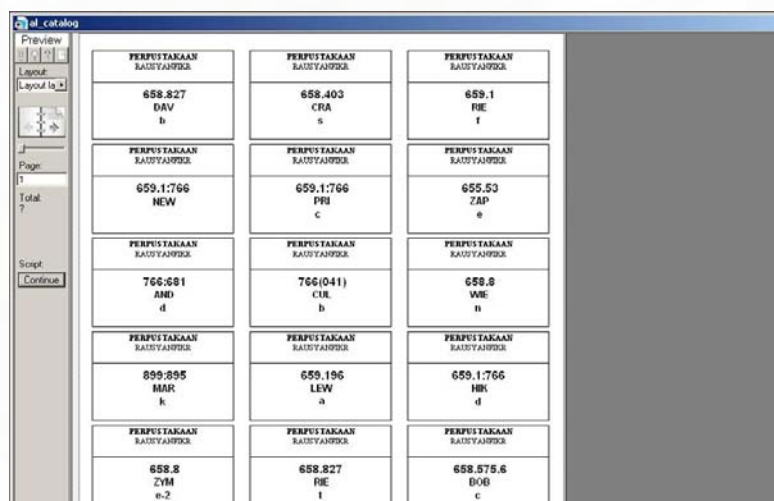 al_catalog
Preview
Layout:
Layout la
Page:
1
Total:
?
Script:
Continue
PERPUSTAKAAN
RAUSYANFIKR
658.827
DAV
b
PERPUSTAKAAN
RAUSYANFIKR
658.403
CRA
s
PERPUSTAKAAN
RAUSYANFIKR
659.1
RIE
f
PERPUSTAKAAN
RAUSYANFIKR
659.1:766
NEW
PERPUSTAKAAN
RAUSYANFIKR
659.1:766
PRI
c
PERPUSTAKAAN
RAUSYANFIKR
655.53
ZAP
e
PERPUSTAKAAN
RAUSYANFIKR
766:681
AND
d
PERPUSTAKAAN
RAUSYANFIKR
766(041)
CUL
b
PERPUSTAKAAN
RAUSYANFIKR
658.8
WIE
n
PERPUSTAKAAN
RAUSYANFIKR
899:895
MAR
k
PERPUSTAKAAN
RAUSYANFIKR
659.196
LEW
a
PERPUSTAKAAN
RAUSYANFIKR
659.1:766
HIK
d
PERPUSTAKAAN
RAUSYANFIKR
658.8
ZYM
e-2
PERPUSTAKAAN
RAUSYANFIKR
658.827
RIE
t
PERPUSTAKAAN
RAUSYANFIKR
658.575.6
BOB
c